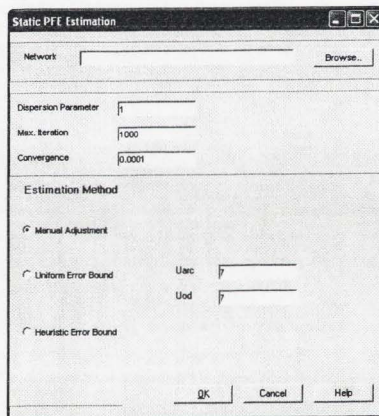 Static PFE Estimation
Network
Browse..
Dispersion Parameter
1
Max. Iteration
1000
Convergence
0.0001
Estimation Method
Manual Adjustment
Uniform Error Bound
Uarc
7
Uod
7
Heuristic Error Bound
OK
Cancel
Help